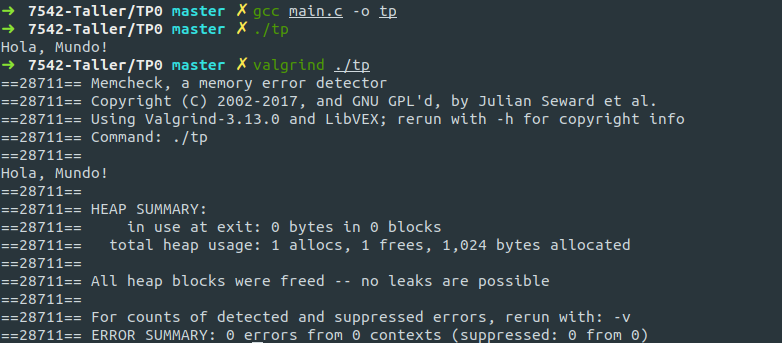 ➜ 7542-Taller/TP0 master ✗ gcc main.c -o tp
➜ 7542-Taller/TP0 master ✗ ./tp
Hola, Mundo!
➜ 7542-Taller/TP0 master ✗ valgrind ./tp
==28711== Memcheck, a memory error detector
==28711== Copyright (C) 2002-2017, and GNU GPL'd, by Julian Seward et al.
==28711== Using Valgrind-3.13.0 and LibVEX; rerun with -h for copyright info
==28711== Command: ./tp
==28711==
Hola, Mundo!
==28711==
==28711== HEAP SUMMARY:
==28711==     in use at exit: 0 bytes in 0 blocks
==28711==   total heap usage: 1 allocs, 1 frees, 1,024 bytes allocated
==28711==
==28711== All heap blocks were freed -- no leaks are possible
==28711==
==28711== For counts of detected and suppressed errors, rerun with: -v
==28711== ERROR SUMMARY: 0 errors from 0 contexts (suppressed: 0 from 0)